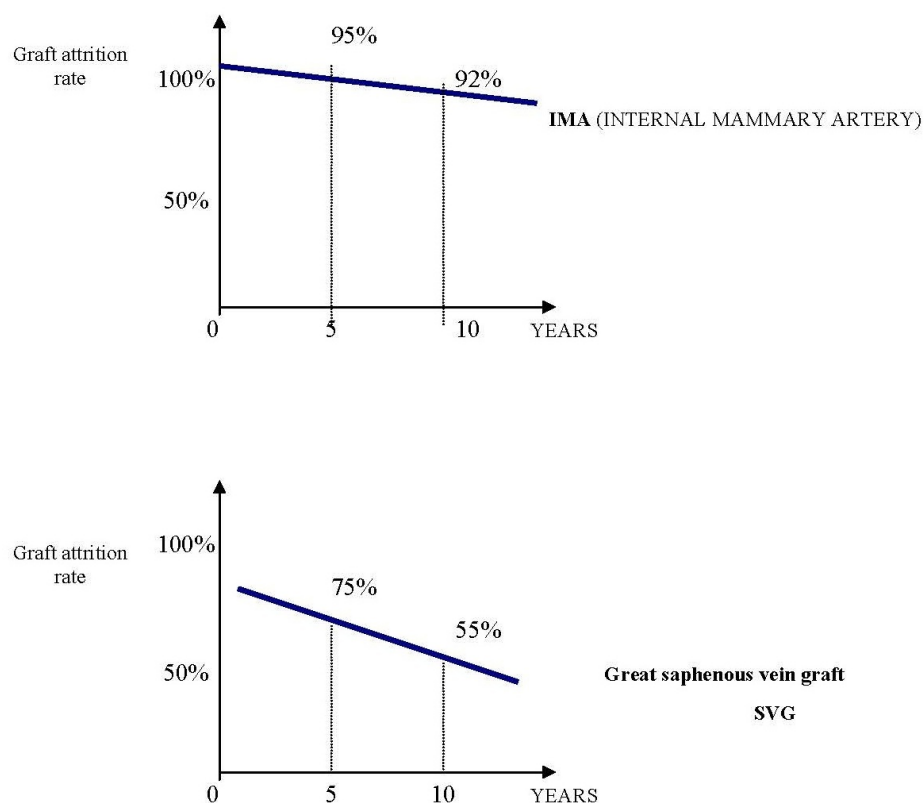 95%
Graft attrition
rate
100%
92%
IMA (INTERNAL MAMMARY ARTERY)
50%
0
5
10
YEARS
Graft attrition
rate
100%
75%
55%
50%
Great saphenous vein graft
SVG
0
5
10
YEARS